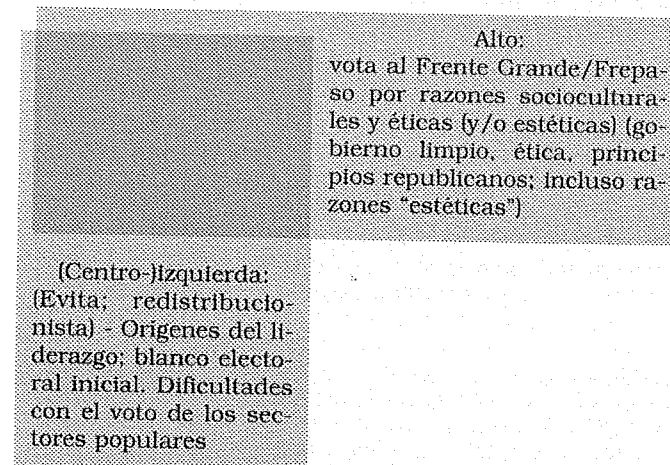 Alto:
vota al Frente Grande/Frepa-
so por razones sociocultura-
les y éticas (y/o estéticas) (go-
bierno limpio, ética, princi-
pios republicanos; incluso ra-
zones "estéticas")
(Centro-)izquierda:
(Evita; redistribucio-
nista) - Orígenes del li-
derazgo; blanco electo-
ral inicial. Dificultades
con el voto de los sec-
tores populares